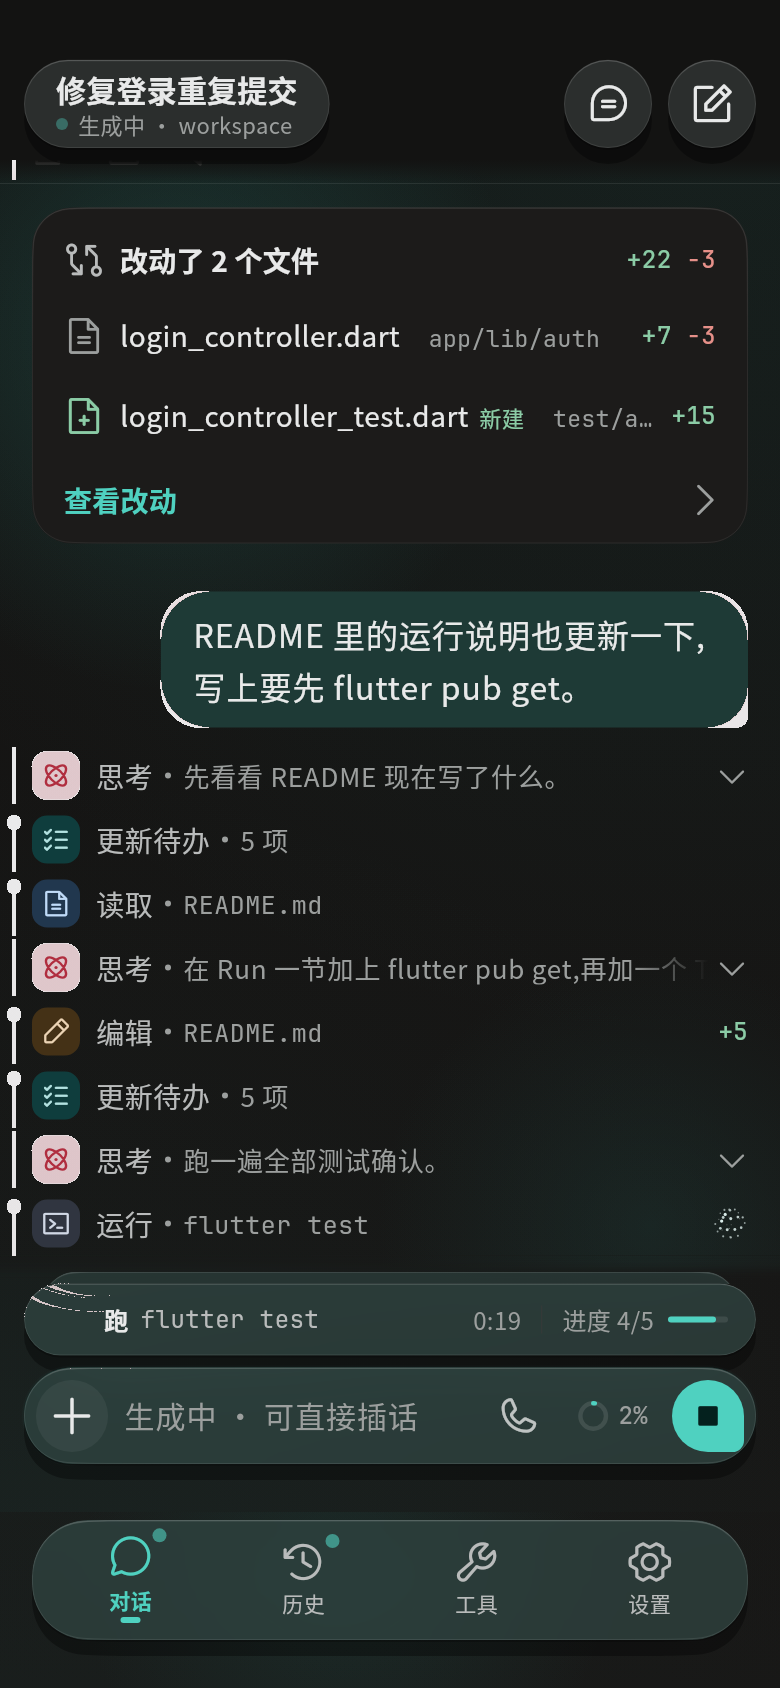 修复登录重复提交
生成中 · workspace
改动了 2 个文件 +22 -3
login_controller.dart app/lib/auth +7 -3
login_controller_test.dart 新建 test/a… +15
查看改动
README 里的运行说明也更新一下,
写上要先 flutter pub get。
思考 · 先看看 README 现在写了什么。
更新待办 · 5 项
读取 · README.md
思考 · 在 Run 一节加上 flutter pub get,再加一个
编辑 · README.md +5
更新待办 · 5 项
思考 · 跑一遍全部测试确认。
运行 · flutter test
跑 flutter test 0:19 进度 4/5
生成中 · 可直接插话 2%
对话 历史 工具 设置